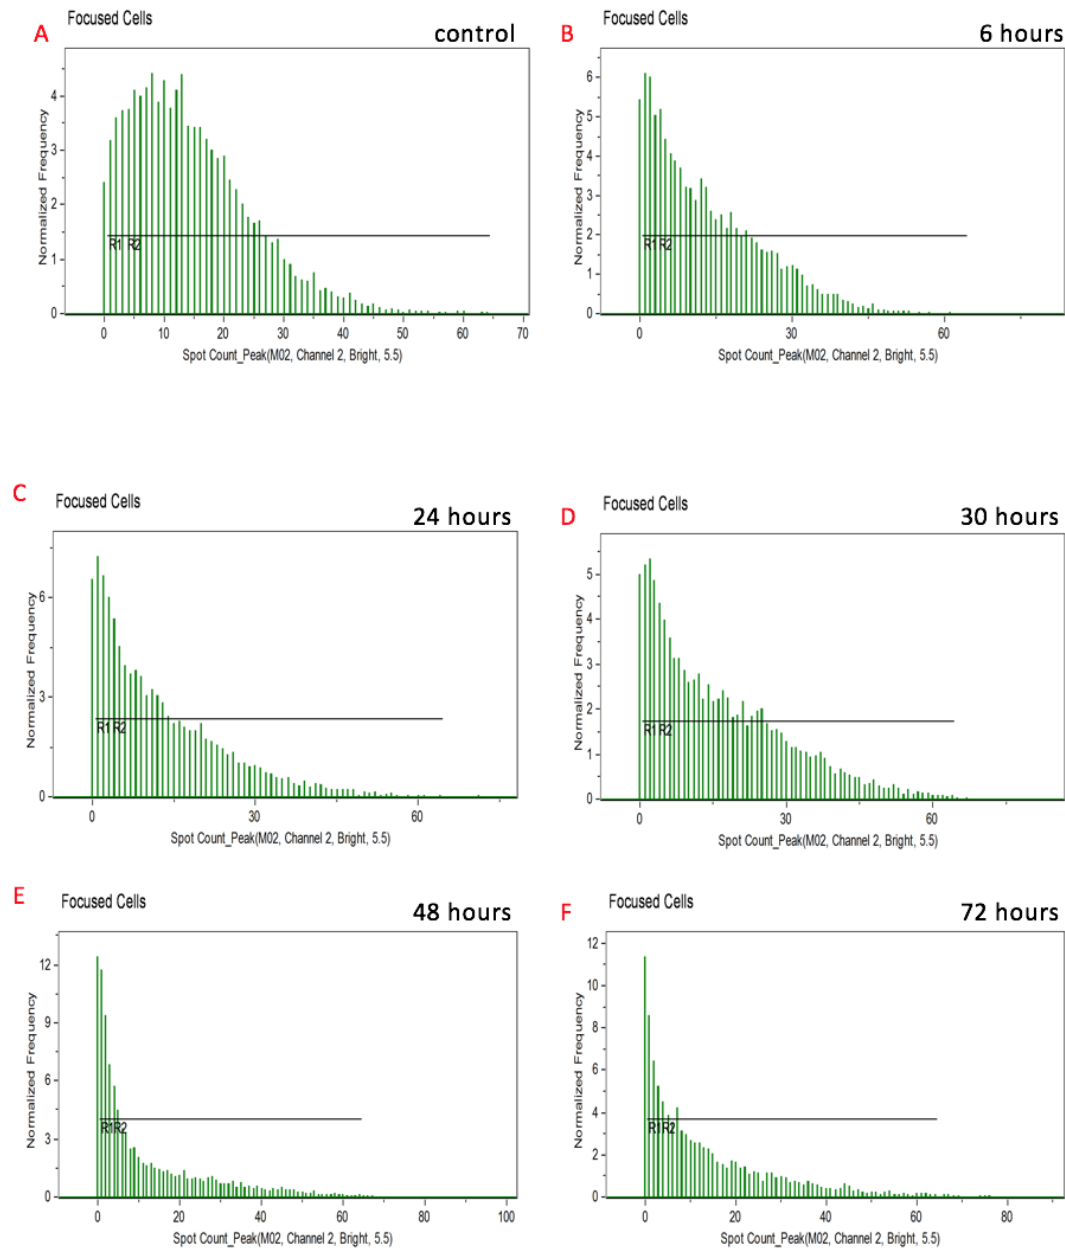 Focused Cells
A
control
Normalized Frequency
4
3
2
1
0
R1 R2
0 10 20 30 40 50 60 70
Spot Count_Peak(M02, Channel 2, Bright, 5.5)
Focused Cells
B
6 hours
Normalized Frequency
6
5
4
3
2
1
0
R1 R2
0 30 60
Spot Count_Peak(M02, Channel 2, Bright, 5.5)
C
Focused Cells
24 hours
Normalized Frequency
6
3
0
R1 R2
0 30 60
Spot Count_Peak(M02, Channel 2, Bright, 5.5)
Focused Cells
D
30 hours
Normalized Frequency
5
4
3
2
1
0
R1 R2
0 30 60
Spot Count_Peak(M02, Channel 2, Bright, 5.5)
E
Focused Cells
48 hours
Normalized Frequency
12
9
6
3
0
R1 R2
0 20 40 60 80 100
Spot Count_Peak(M02, Channel 2, Bright, 5.5)
F
Focused Cells
72 hours
Normalized Frequency
12
10
8
6
4
2
0
R1 R2
0 20 40 60 80
Spot Count_Peak(M02, Channel 2, Bright, 5.5)